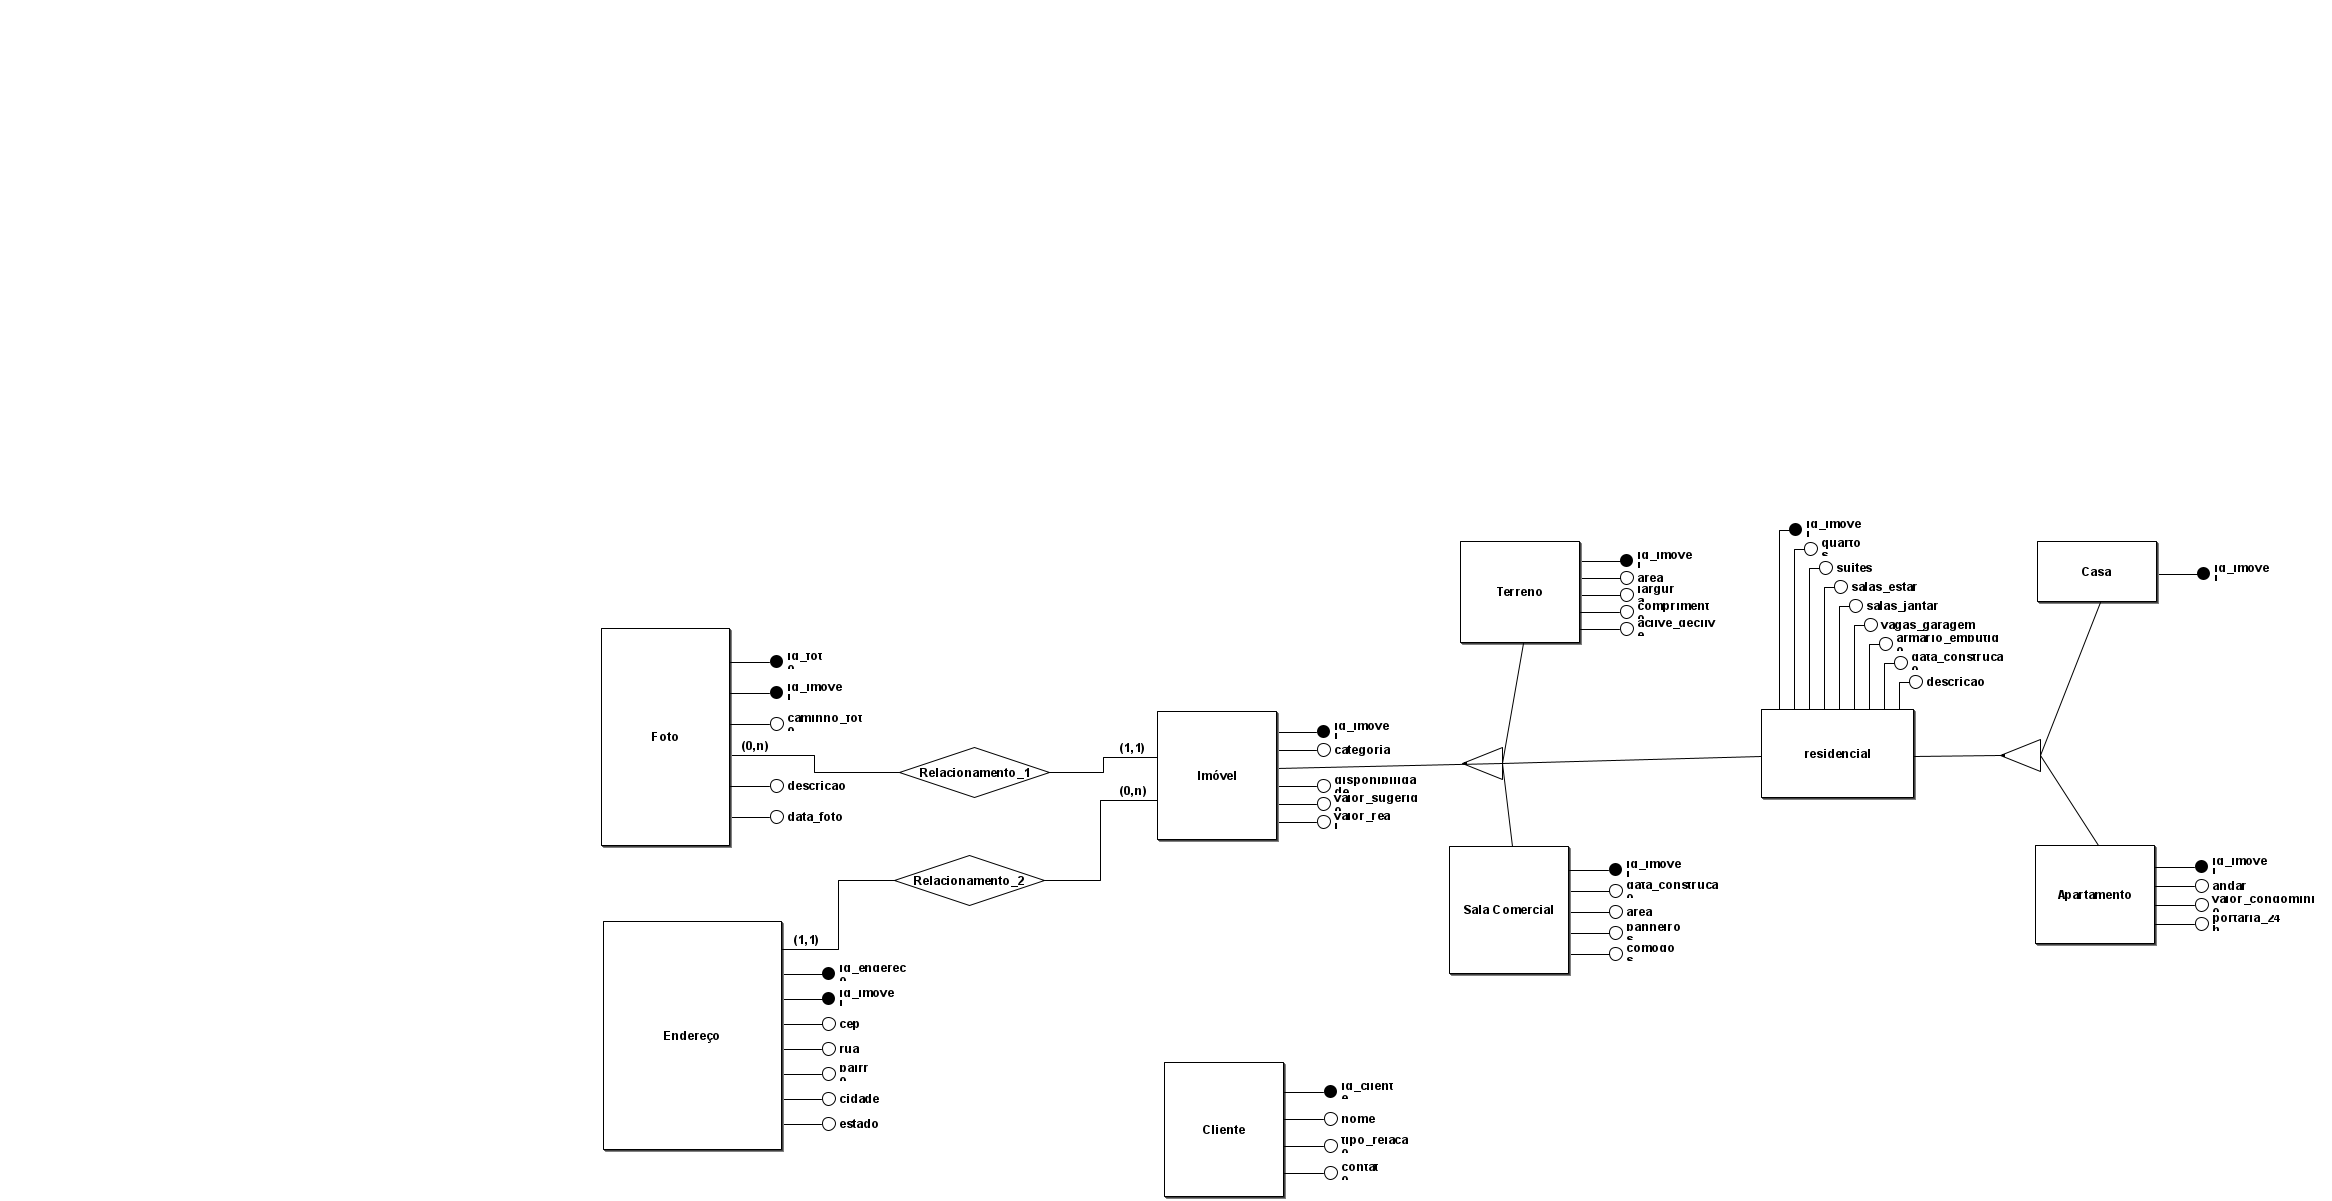 Foto
id_foto
id_imovel
caminho_foto
(0,n)
descricao
data_foto
Relacionamento_1
(1,1)
Relacionamento_2
(0,n)
(1,1)
Endereço
id_endereco
id_imovel
cep
rua
bairro
cidade
estado
Imóvel
id_imovel
categoria
disponibilidade
valor_sugerido
valor_real
Terreno
id_imovel
area
largura
comprimento
aclive_declive
Sala Comercial
id_imovel
data_construcao
area
banheiros
comodos
residencial
id_imovel
quartos
suites
salas_estar
salas_jantar
vagas_garagem
armario_embutido
data_construcao
descricao
Casa
id_imovel
Apartamento
id_imovel
andar
valor_condominio
portaria_24h
Cliente
id_cliente
nome
tipo_relacao
contato